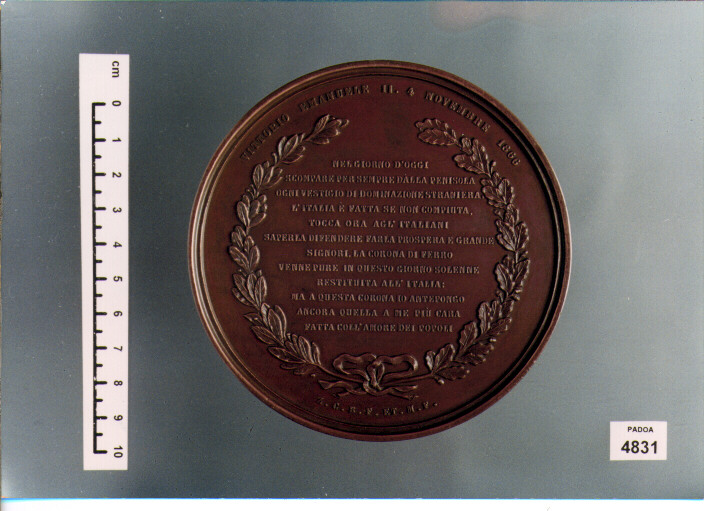 VITTORIO EMANUELE II. 4 NOVEMBRE 1866
NEL GIORNO D'OGGI
SCOMPARE PER SEMPRE DALLA PENISOLA
OGNI VESTIGIO DI DOMINAZIONE STRANIERA
L'ITALIA È FATTA SE NON COMPIUTA,
TOCCA ORA AGL'ITALIANI
SAPERLA DIFENDERE FARLA PROSPERA E GRANDE
SIGNORI, LA CORONA DI FERRO
VENNE PURE IN QUESTO GIORNO SOLENNE
RESTITUITA ALL'ITALIA;
MA A QUESTA CORONA IO ANTEPONGO
ANCORA QUELLA A ME PIÙ CARA
FATTA COLL'AMORE DEI POPOLI
cm
0
1
2
3
4
5
6
7
8
9
10
PADOA
4831